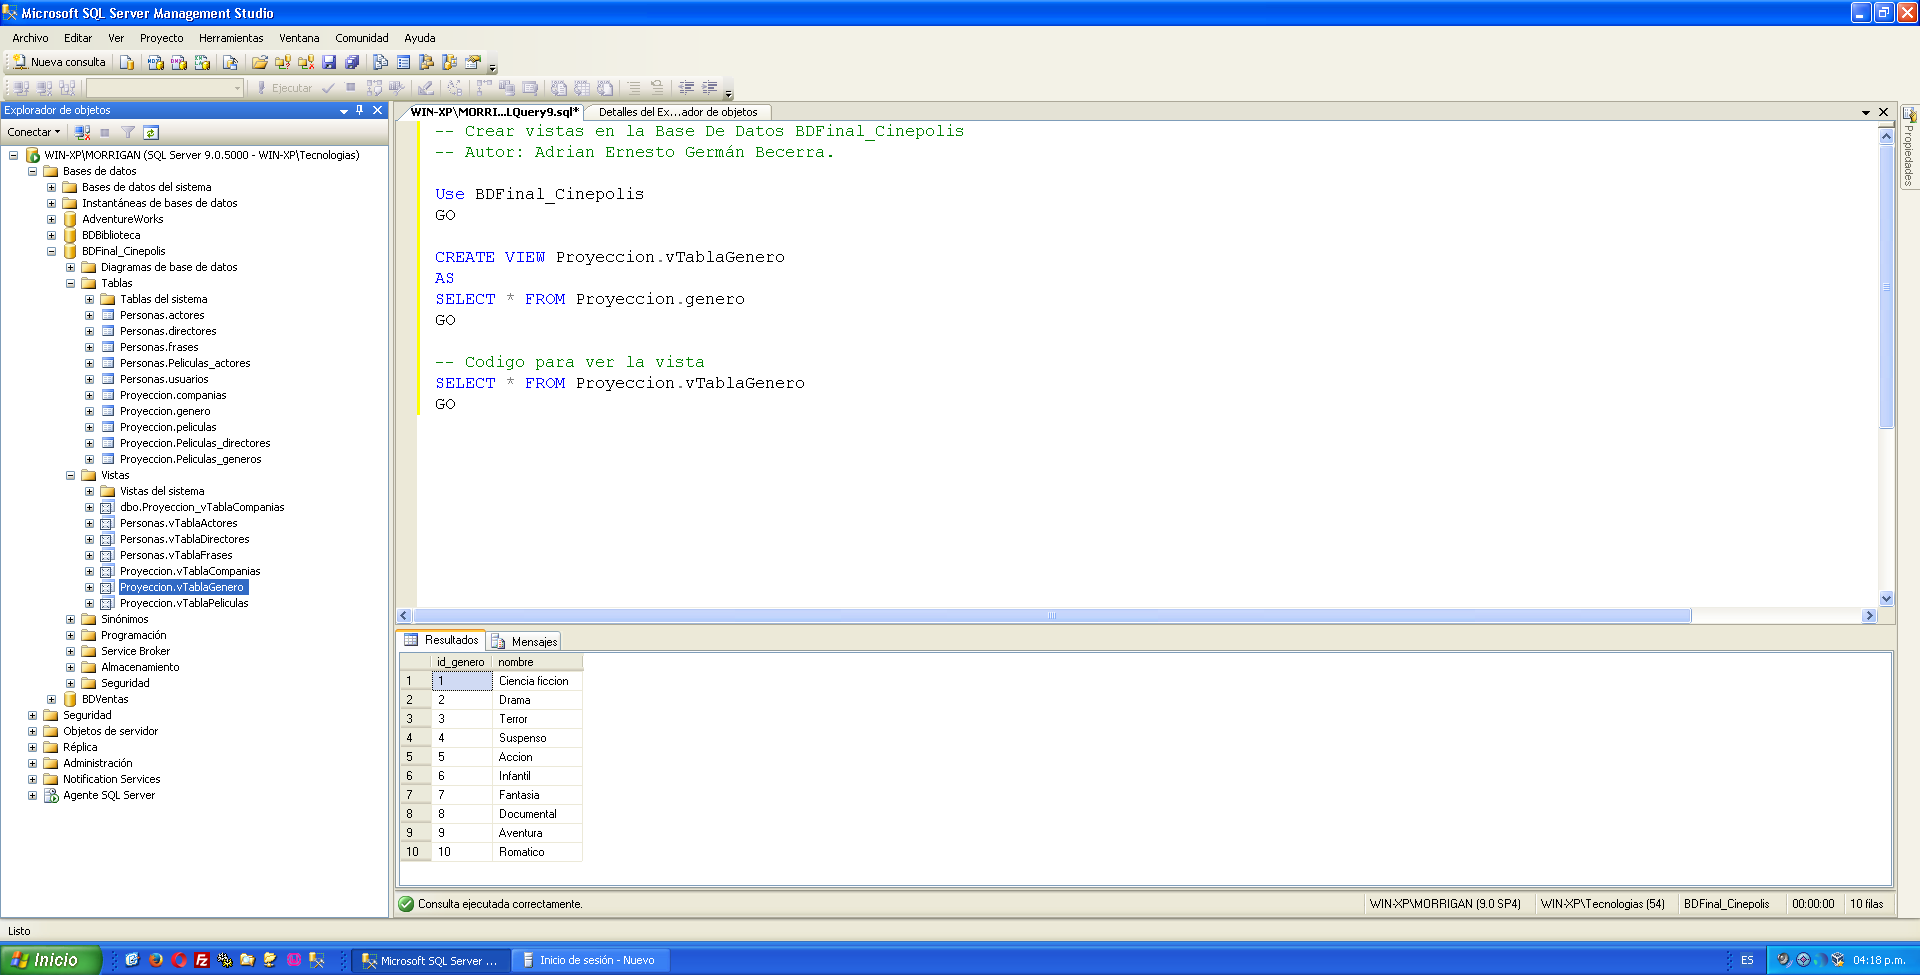 Microsoft SQL Server Management Studio
Archivo Editar Ver Proyecto Herramientas Ventana Comunidad Ayuda
Nueva consulta
Ejecutar
Explorador de objetos
Conectar
WIN-XP\MORRIGAN (SQL Server 9.0.5000 - WIN-XP\Tecnologias)
Bases de datos
Bases de datos del sistema
Instantáneas de bases de datos
AdventureWorks
BDBiblioteca
BDFinal_Cinepolis
Diagramas de base de datos
Tablas
Tablas del sistema
Personas.actores
Personas.directores
Personas.frases
Personas.Peliculas_actores
Personas.usuarios
Proyeccion.companias
Proyeccion.genero
Proyeccion.peliculas
Proyeccion.Peliculas_directores
Proyeccion.Peliculas_generos
Vistas
Vistas del sistema
dbo.Proyeccion_vTablaCompanias
Personas.vTablaActores
Personas.vTablaDirectores
Personas.vTablaFrases
Proyeccion.vTablaCompanias
Proyeccion.vTablaGenero
Proyeccion.vTablaPeliculas
Sinónimos
Programación
Service Broker
Almacenamiento
Seguridad
BDVentas
Seguridad
Objetos de servidor
Réplica
Administración
Notification Services
Agente SQL Server
WIN-XP\MORRI...LQuery9.sql* Detalles del Ex...ador de objetos
-- Crear vistas en la Base De Datos BDFinal_Cinepolis
-- Autor: Adrian Ernesto Germán Becerra.
Use BDFinal_Cinepolis
GO
CREATE VIEW Proyeccion.vTablaGenero
AS
SELECT * FROM Proyeccion.genero
GO
-- Codigo para ver la vista
SELECT * FROM Proyeccion.vTablaGenero
GO
Propiedades
Resultados Mensajes
id_genero nombre
1 1 Ciencia ficcion
2 2 Drama
3 3 Terror
4 4 Suspenso
5 5 Accion
6 6 Infantil
7 7 Fantasia
8 8 Documental
9 9 Aventura
10 10 Romatico
Consulta ejecutada correctamente. WIN-XP\MORRIGAN (9.0 SP4) WIN-XP\Tecnologias (54) BDFinal_Cinepolis 00:00:00 10 filas
Listo
Inicio Microsoft SQL Server ... Inicio de sesión - Nuevo ES 04:18 p.m.